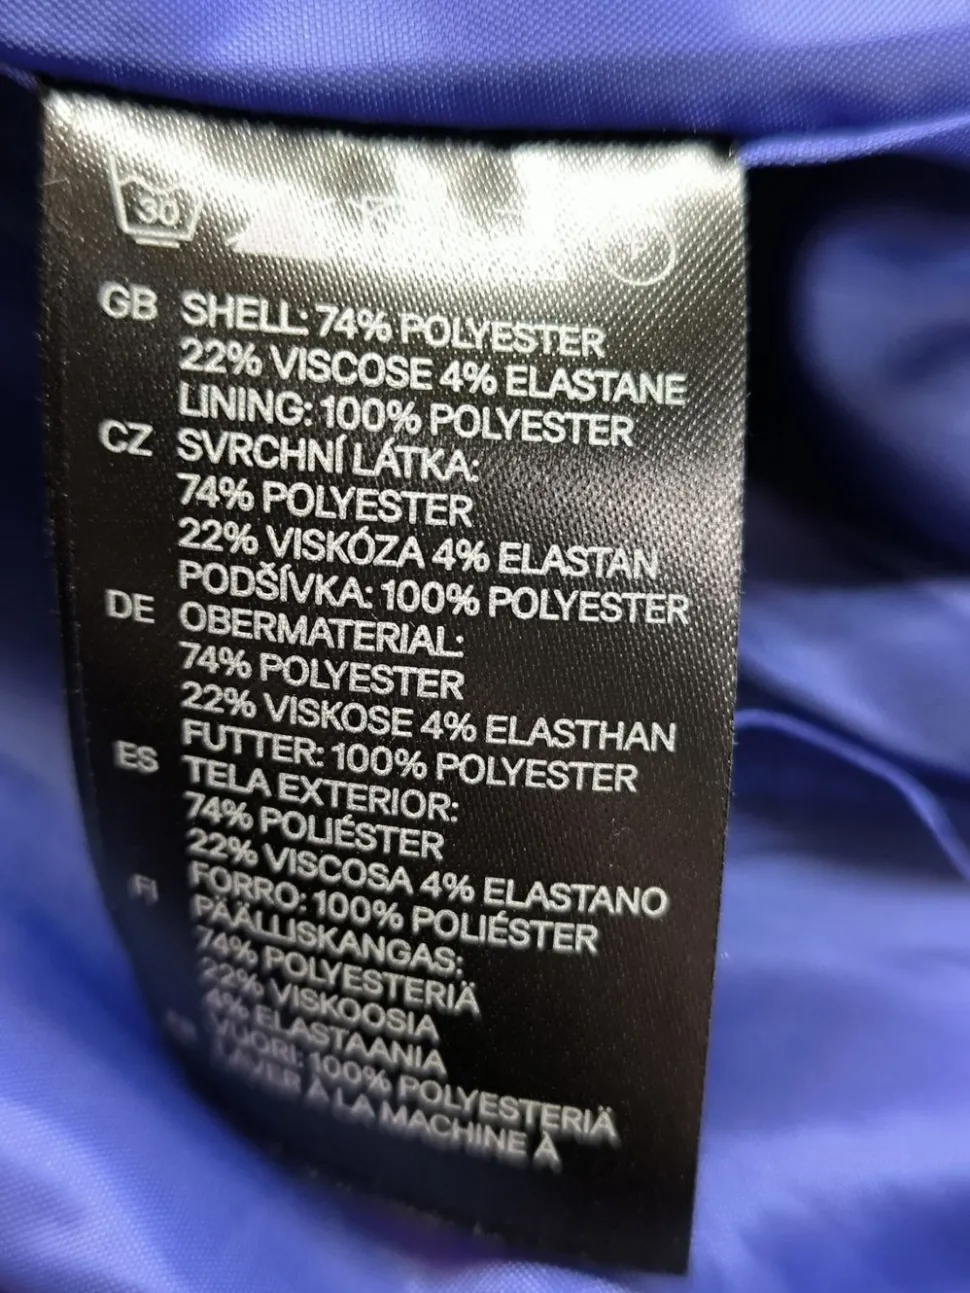 30
P
GB SHELL: 74% POLYESTER
22% VISCOSE 4% ELASTANE
LINING: 100% POLYESTER
CZ SVRCHNÍ LÁTKA:
74% POLYESTER
22% VISKÓZA 4% ELASTAN
PODŠÍVKA: 100% POLYESTER
DE OBERMATERIAL:
74% POLYESTER
22% VISKOSE 4% ELASTHAN
FUTTER: 100% POLYESTER
ES TELA EXTERIOR:
74% POLIÉSTER
22% VISCOSA 4% ELASTANO
FORRO: 100% POLIÉSTER
FI PÄÄLLISKANGAS:
74% POLYESTERIÄ
22% VISKOOSIA
4% ELASTAANIA
VUORI: 100% POLYESTERIÄ
LAVER À LA MACHINE À